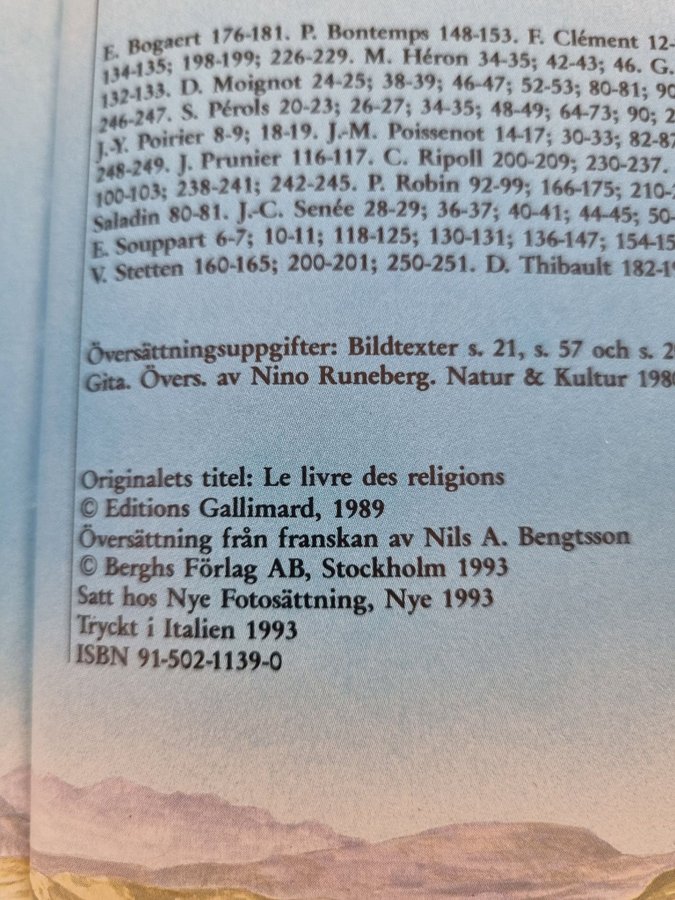 E. Bogaert 176-181. P. Bontemps 148-153. F. Clément 12-
134-135; 198-199; 226-229. M. Héron 34-35; 42-43; 46. G.
132-133. D. Moignot 24-25; 38-39; 46-47; 52-53; 80-81; 90
246-247. S. Pérols 20-23; 26-27; 34-35; 48-49; 64-73; 90; 2
J.-Y. Poirier 8-9; 18-19. J.-M. Poissenot 14-17; 30-33; 82-87
248-249. J. Prunier 116-117. C. Ripoll 200-209; 230-237.
100-103; 238-241; 242-245. P. Robin 92-99; 166-175; 210-2
Saladin 80-81. J.-C. Senée 28-29; 36-37; 40-41; 44-45; 50-
E. Souppart 6-7; 10-11; 118-125; 130-131; 136-147; 154-15
V. Stetten 160-165; 200-201; 250-251. D. Thibault 182-19
Översättningsuppgifter: Bildtexter s. 21, s. 57 och s. 2
Gita. Övers. av Nino Runeberg. Natur & Kultur 1980
Originalets titel: Le livre des religions
© Editions Gallimard, 1989
Översättning från franskan av Nils A. Bengtsson
© Berghs Förlag AB, Stockholm 1993
Satt hos Nye Fotosättning, Nye 1993
Tryckt i Italien 1993
ISBN 91-502-1139-0